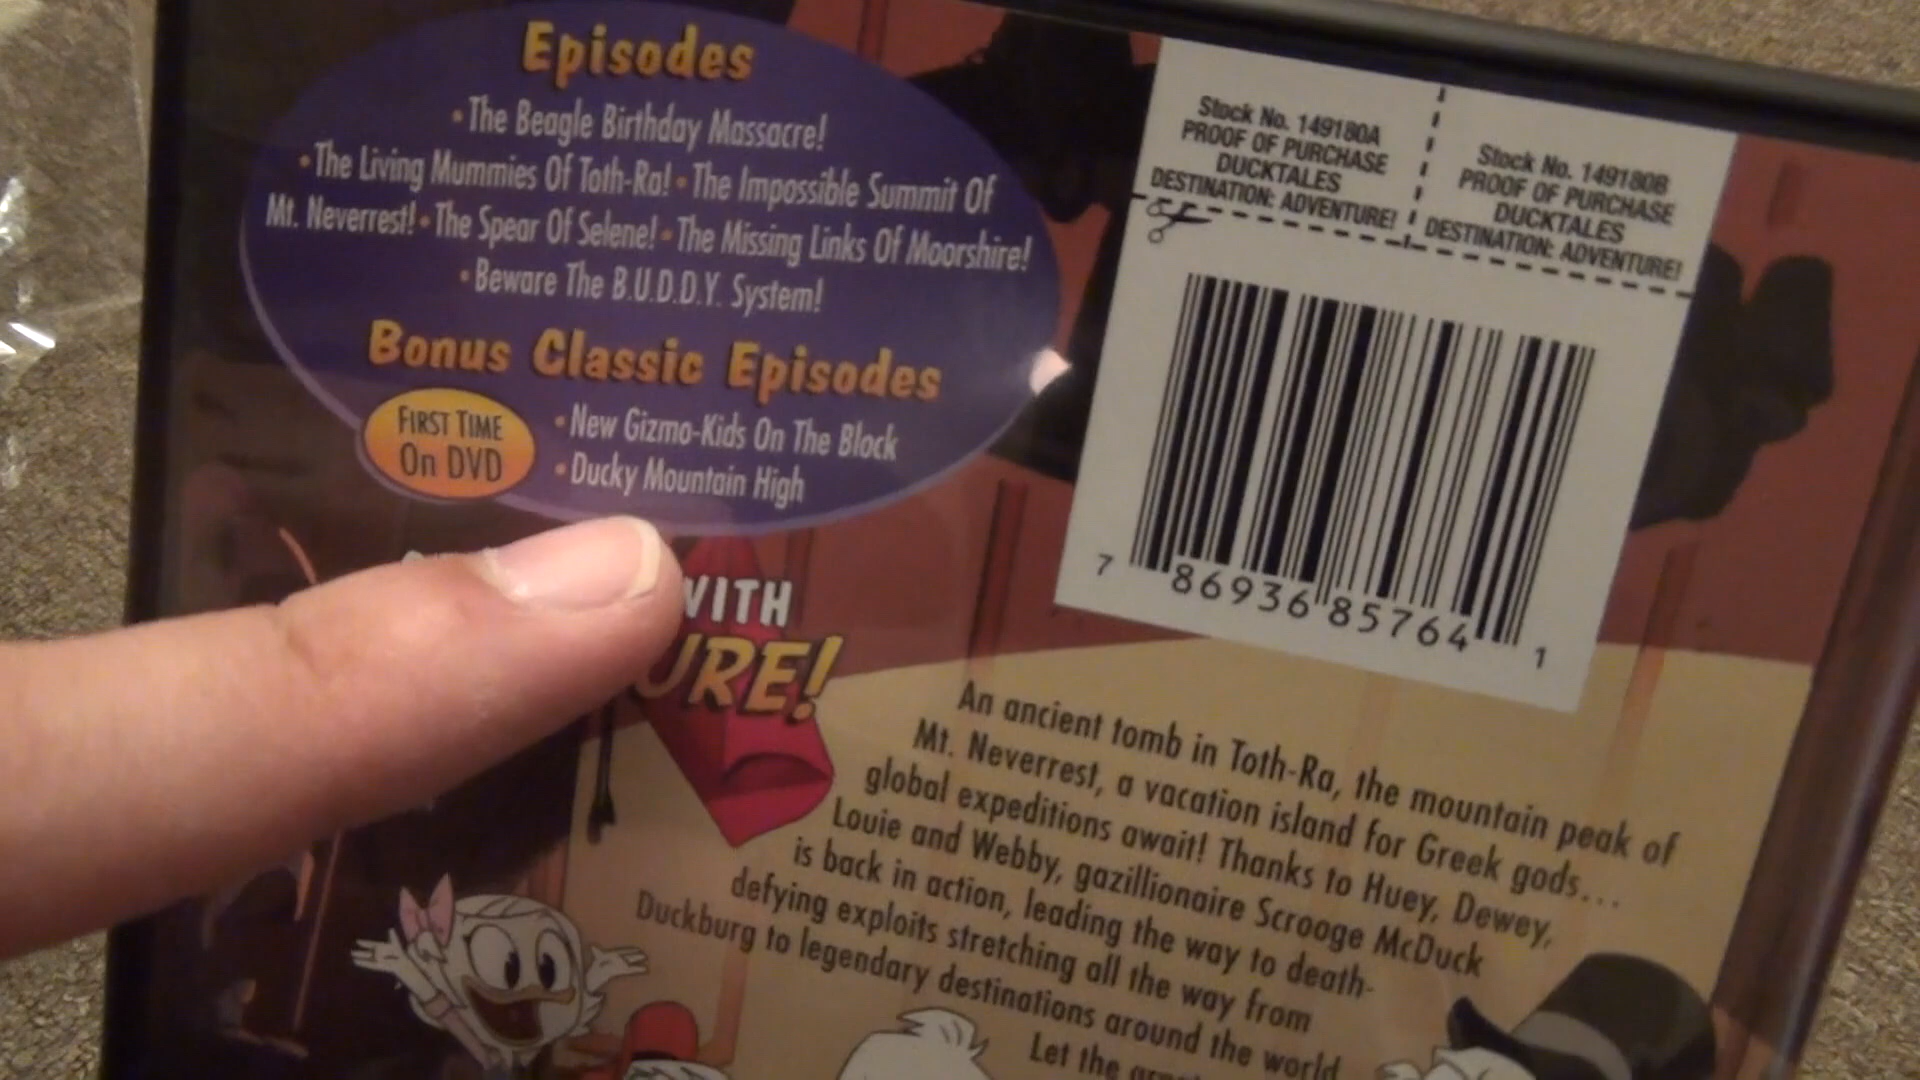 Episodes
• The Beagle Birthday Massacre!
• The Living Mummies Of Toth-Ra! • The Impossible Summit Of
Mt. Neverrest! • The Spear Of Selene! • The Missing Links Of Moorshire!
• Beware The B.U.D.D.Y. System!
Bonus Classic Episodes
FIRST TIME
ON DVD
• New Gizmo-Kids On The Block
• Ducky Mountain High
Stock No. 149180A
PROOF OF PURCHASE
DUCKTALES
DESTINATION: ADVENTURE!
Stock No. 149180B
PROOF OF PURCHASE
DUCKTALES
DESTINATION: ADVENTURE!
7 86936 85764 1
WITH
URE!
An ancient tomb in Toth-Ra, the mountain peak of
Mt. Neverrest, a vacation island for Greek gods...
global expeditions await! Thanks to Huey, Dewey,
Louie and Webby, gazillionaire Scrooge McDuck
is back in action, leading the way to death-
defying exploits stretching all the way from
Duckburg to legendary destinations around the world
Let the